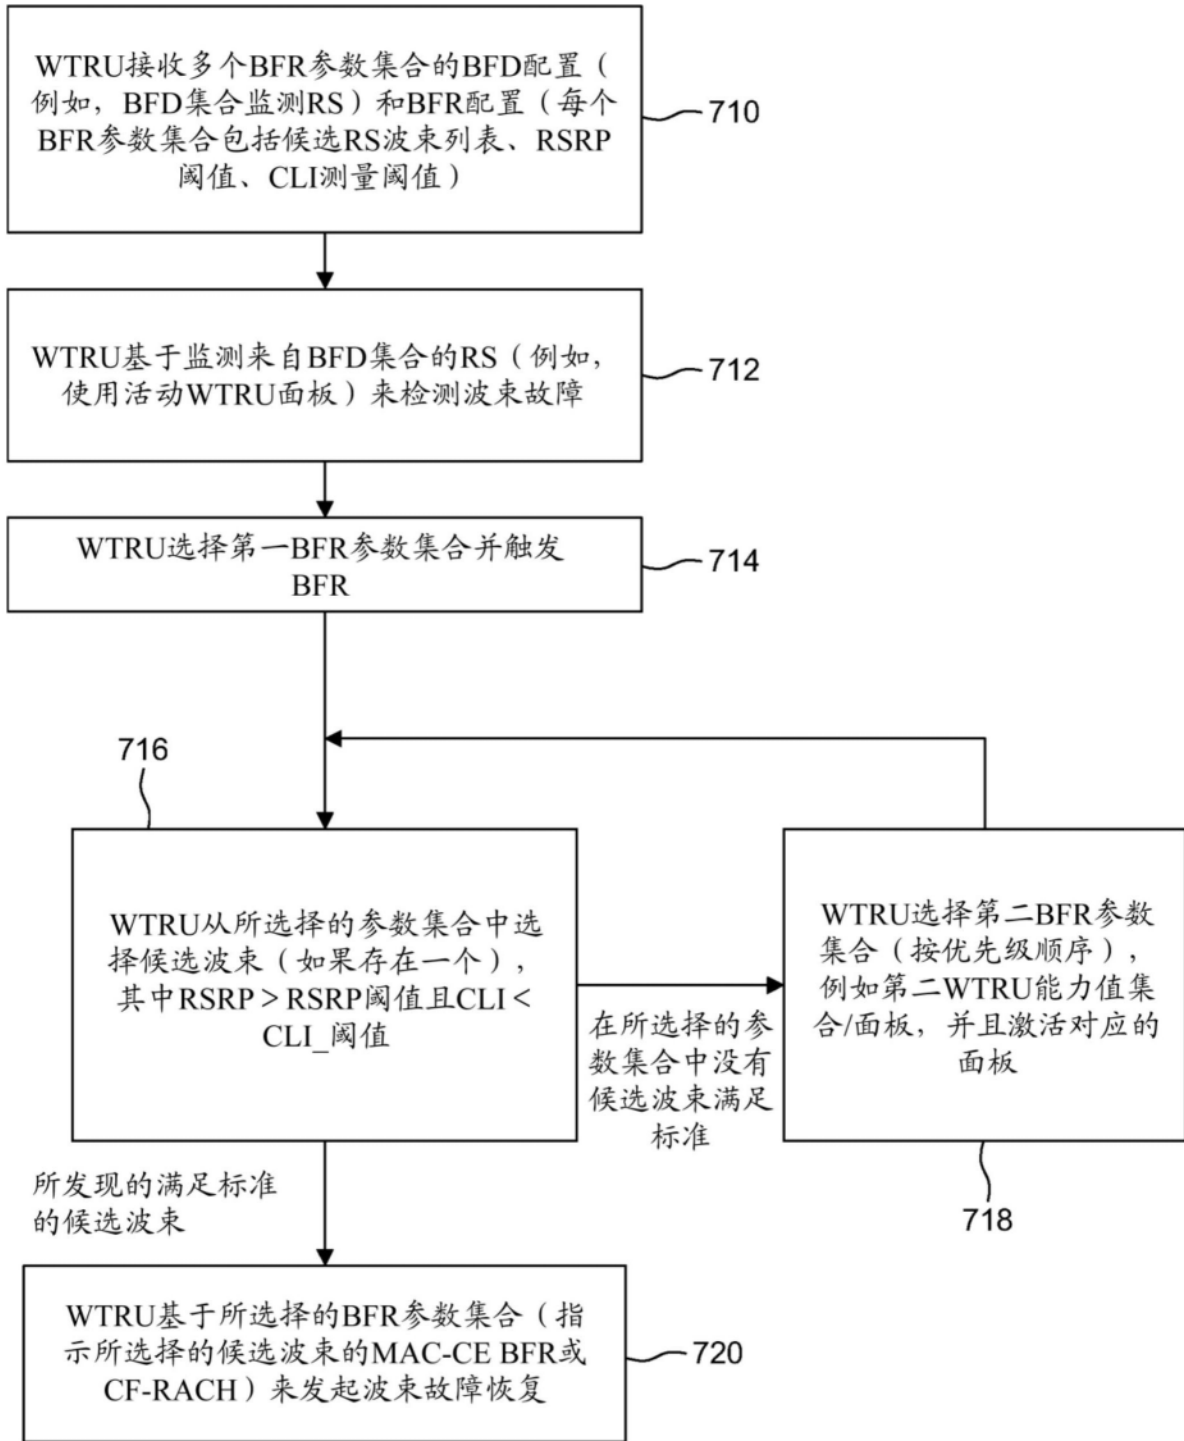 WTRU接收多个BFR参数集合的BFD配置（
例如，BFD集合监测RS）和BFR配置（每个
BFR参数集合包括候选RS波束列表、RSRP
阈值、CLI测量阈值）
710
WTRU基于监测来自BFD集合的RS（例如，
使用活动WTRU面板）来检测波束故障
712
WTRU选择第一BFR参数集合并触发
BFR
714
716
WTRU从所选择的参数集合中选
择候选波束（如果存在一个），
其中RSRP＞RSRP阈值且CLI＜
CLI_阈值
在所选择的参
数集合中没有
候选波束满足
标准
WTRU选择第二BFR参数
集合（按优先级顺序），
例如第二WTRU能力值集
合/面板，并且激活对应的
面板
718
所发现的满足标准
的候选波束
WTRU基于所选择的BFR参数集合（指
示所选择的候选波束的MAC-CE BFR或
CF-RACH）来发起波束故障恢复
720